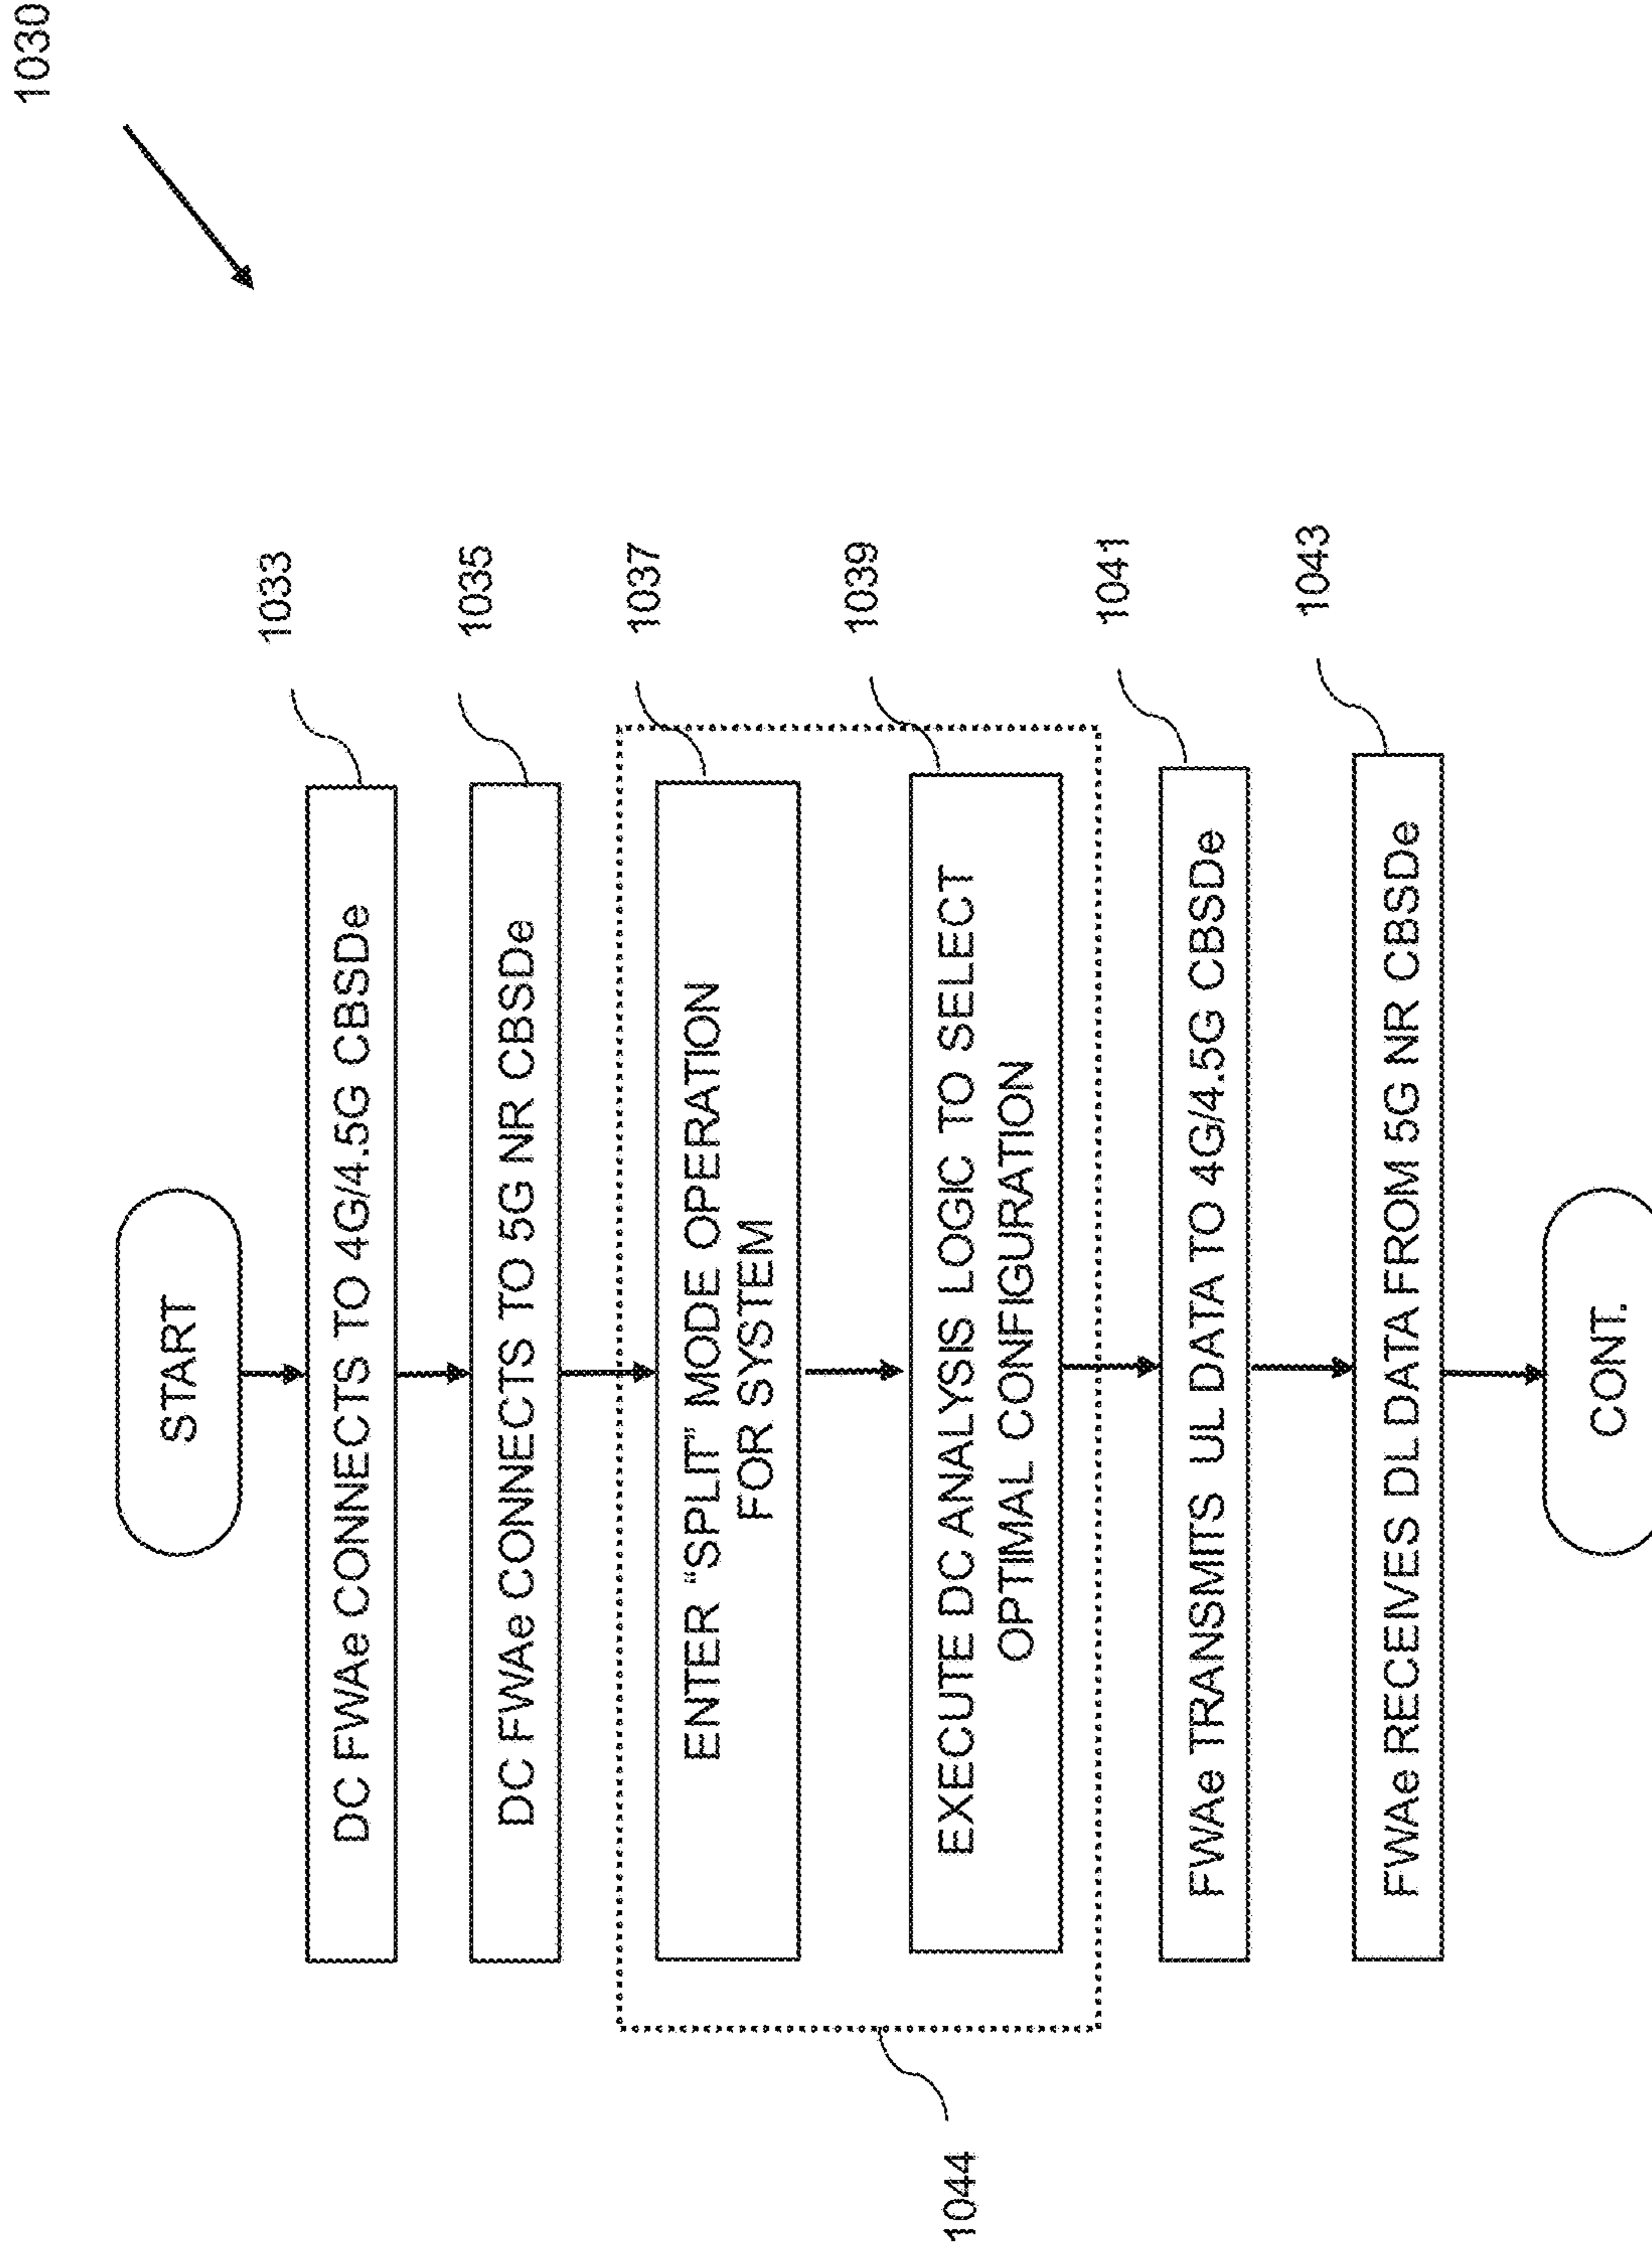 1030
START
DC FWAe CONNECTS TO 4G/4.5G CBSDe
1033
DC FWAe CONNECTS TO 5G NR CBSDe
1035
ENTER “SPLIT” MODE OPERATION
FOR SYSTEM
1037
EXECUTE DC ANALYSIS LOGIC TO SELECT
OPTIMAL CONFIGURATION
1039
1044
FWAe TRANSMITS UL DATA TO 4G/4.5G CBSDe
1041
FWAe RECEIVES DL DATA FROM 5G NR CBSDe
1043
CONT.